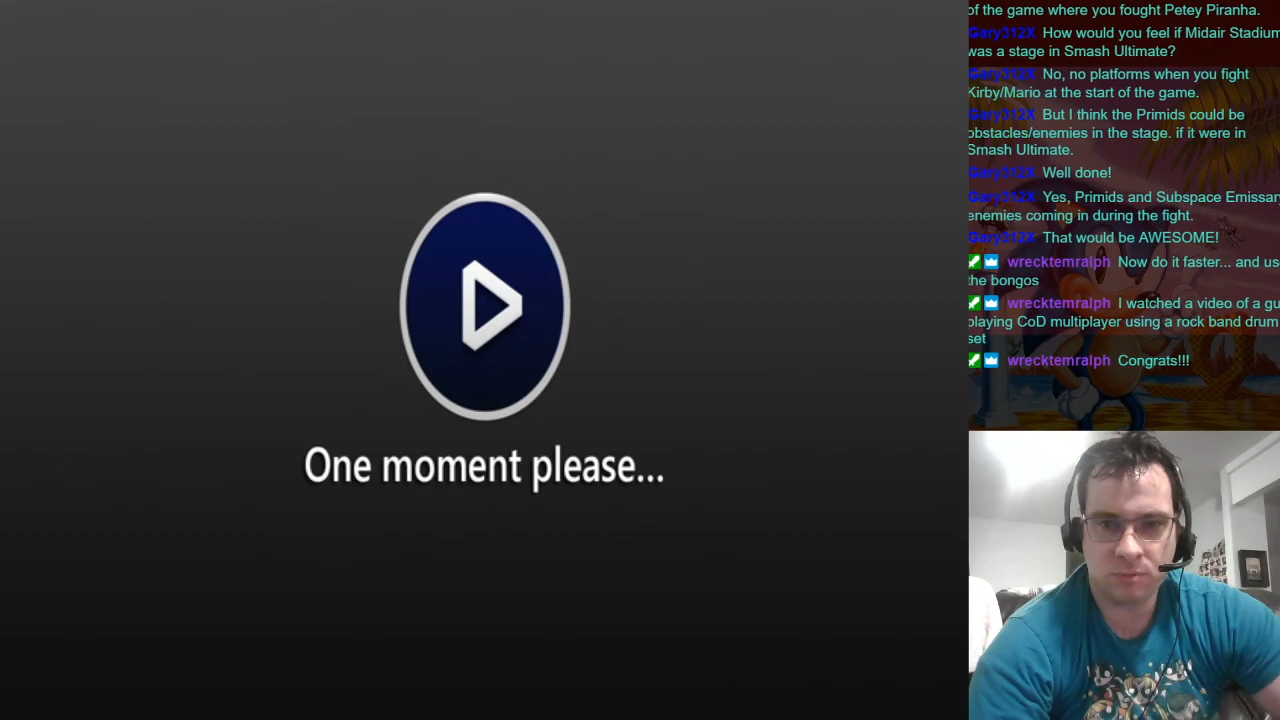 of the game where you fought Petey Piranha.
Gary312X How would you feel if Midair Stadium
was a stage in Smash Ultimate?
Gary312X No, no platforms when you fight
Kirby/Mario at the start of the game.
Gary312X But I think the Primids could be
obstacles/enemies in the stage. if it were in
Smash Ultimate.
Gary312X Well done!
Gary312X Yes, Primids and Subspace Emissary
enemies coming in during the fight.
Gary312X That would be AWESOME!
wrecktemralph Now do it faster... and use
the bongos
wrecktemralph I watched a video of a gu
playing CoD multiplayer using a rock band drum
set
wrecktemralph Congrats!!!
One moment please...